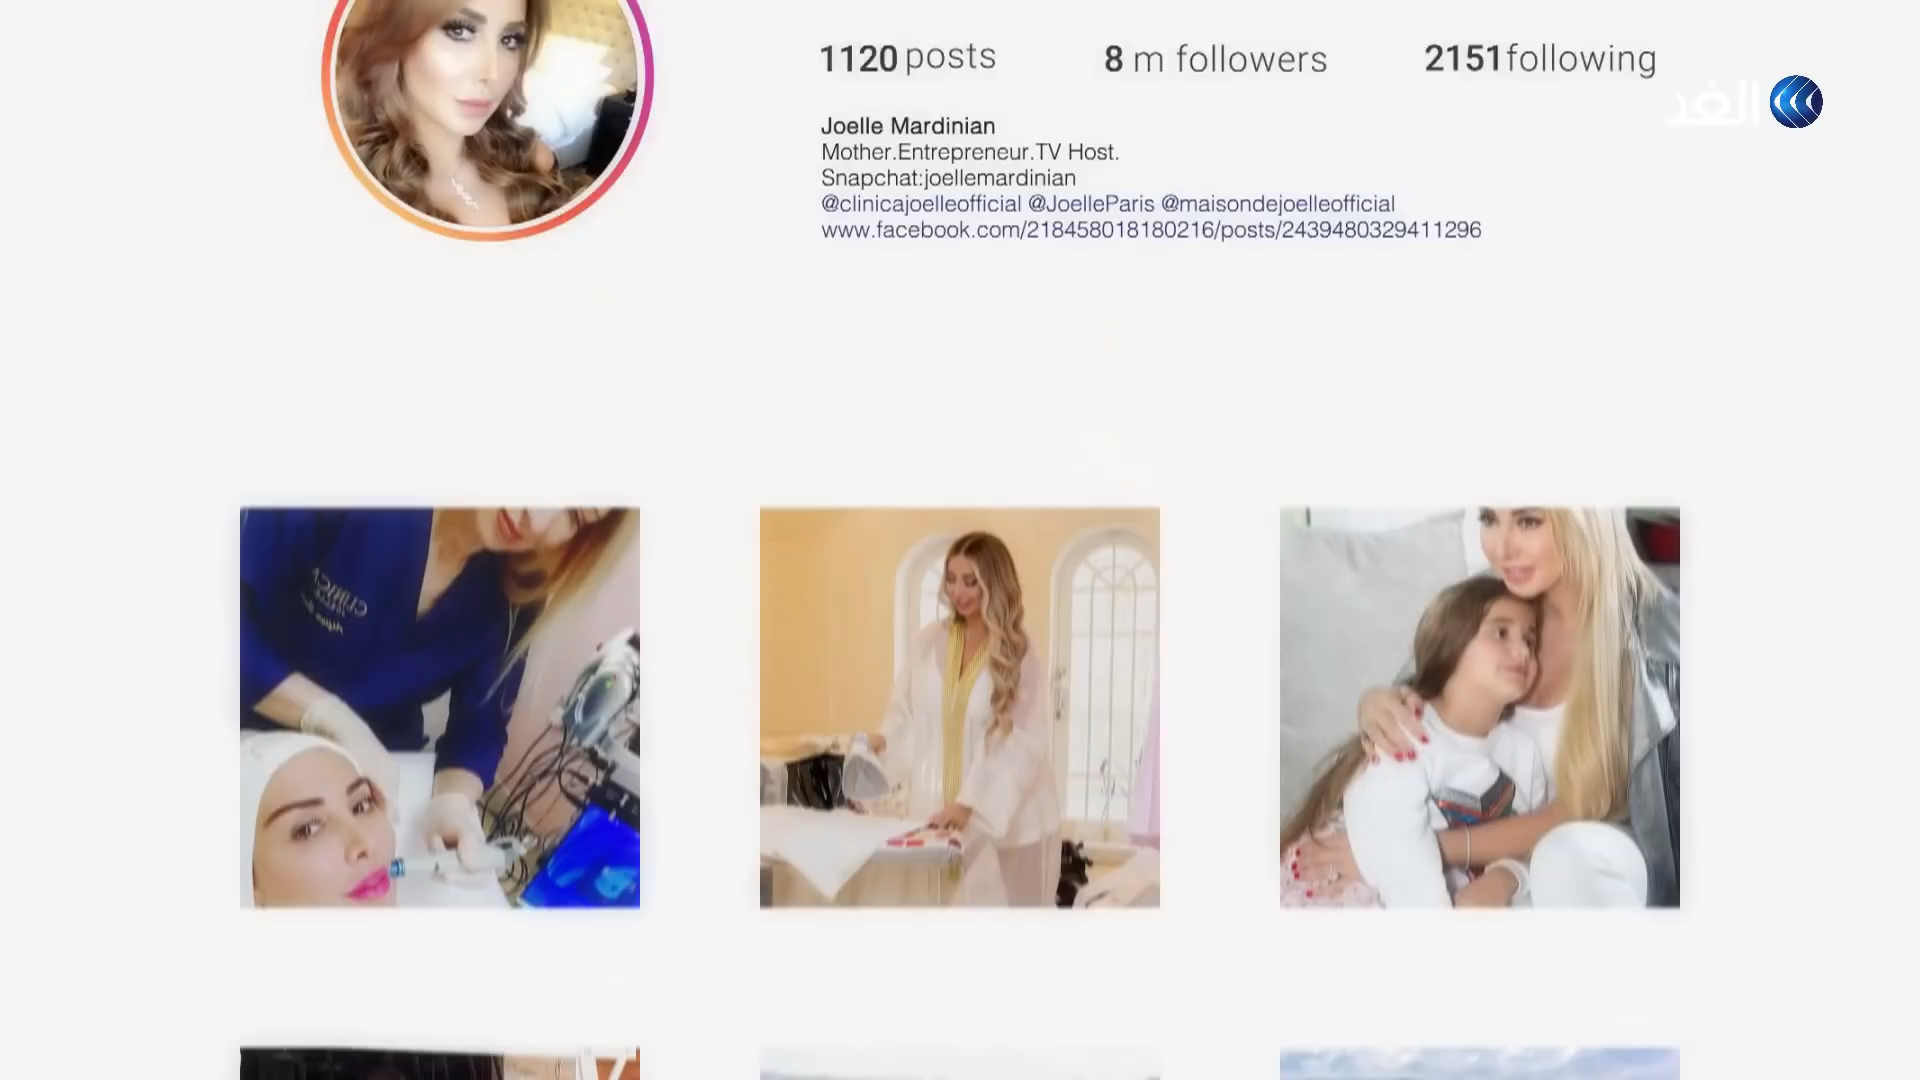 1120 posts 8 m followers 2151 following
الغد
Joelle Mardinian
Mother.Entrepreneur.TV Host.
Snapchat:joellemardinian
@clinicajoelleofficial @JoelleParis @maisondejoelleofficial
www.facebook.com/218458018180216/posts/2439480329411296